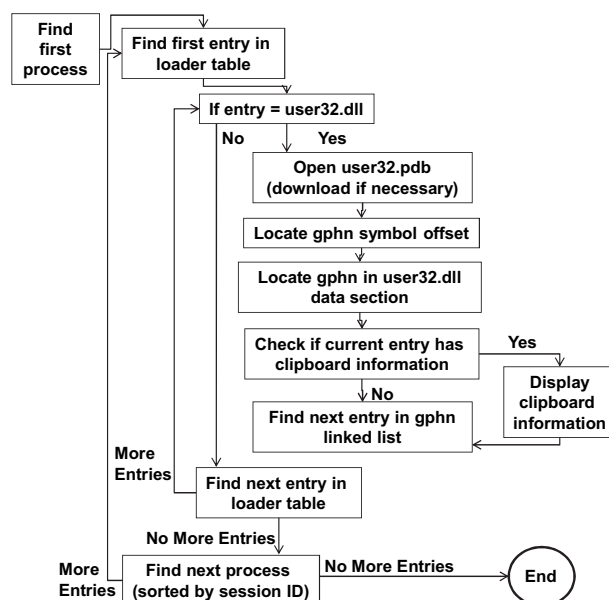 Find
first
process
Find first entry in
loader table
If entry = user32.dll
No
Yes
Open user32.pdb
(download if necessary)
Locate gphn symbol offset
Locate gphn in user32.dll
data section
Check if current entry has
clipboard information
Yes
No
Display
clipboard
information
Find next entry in gphn
linked list
More
Entries
Find next entry in
loader table
No More Entries
More
Entries
Find next process
(sorted by session ID)
No More Entries
End